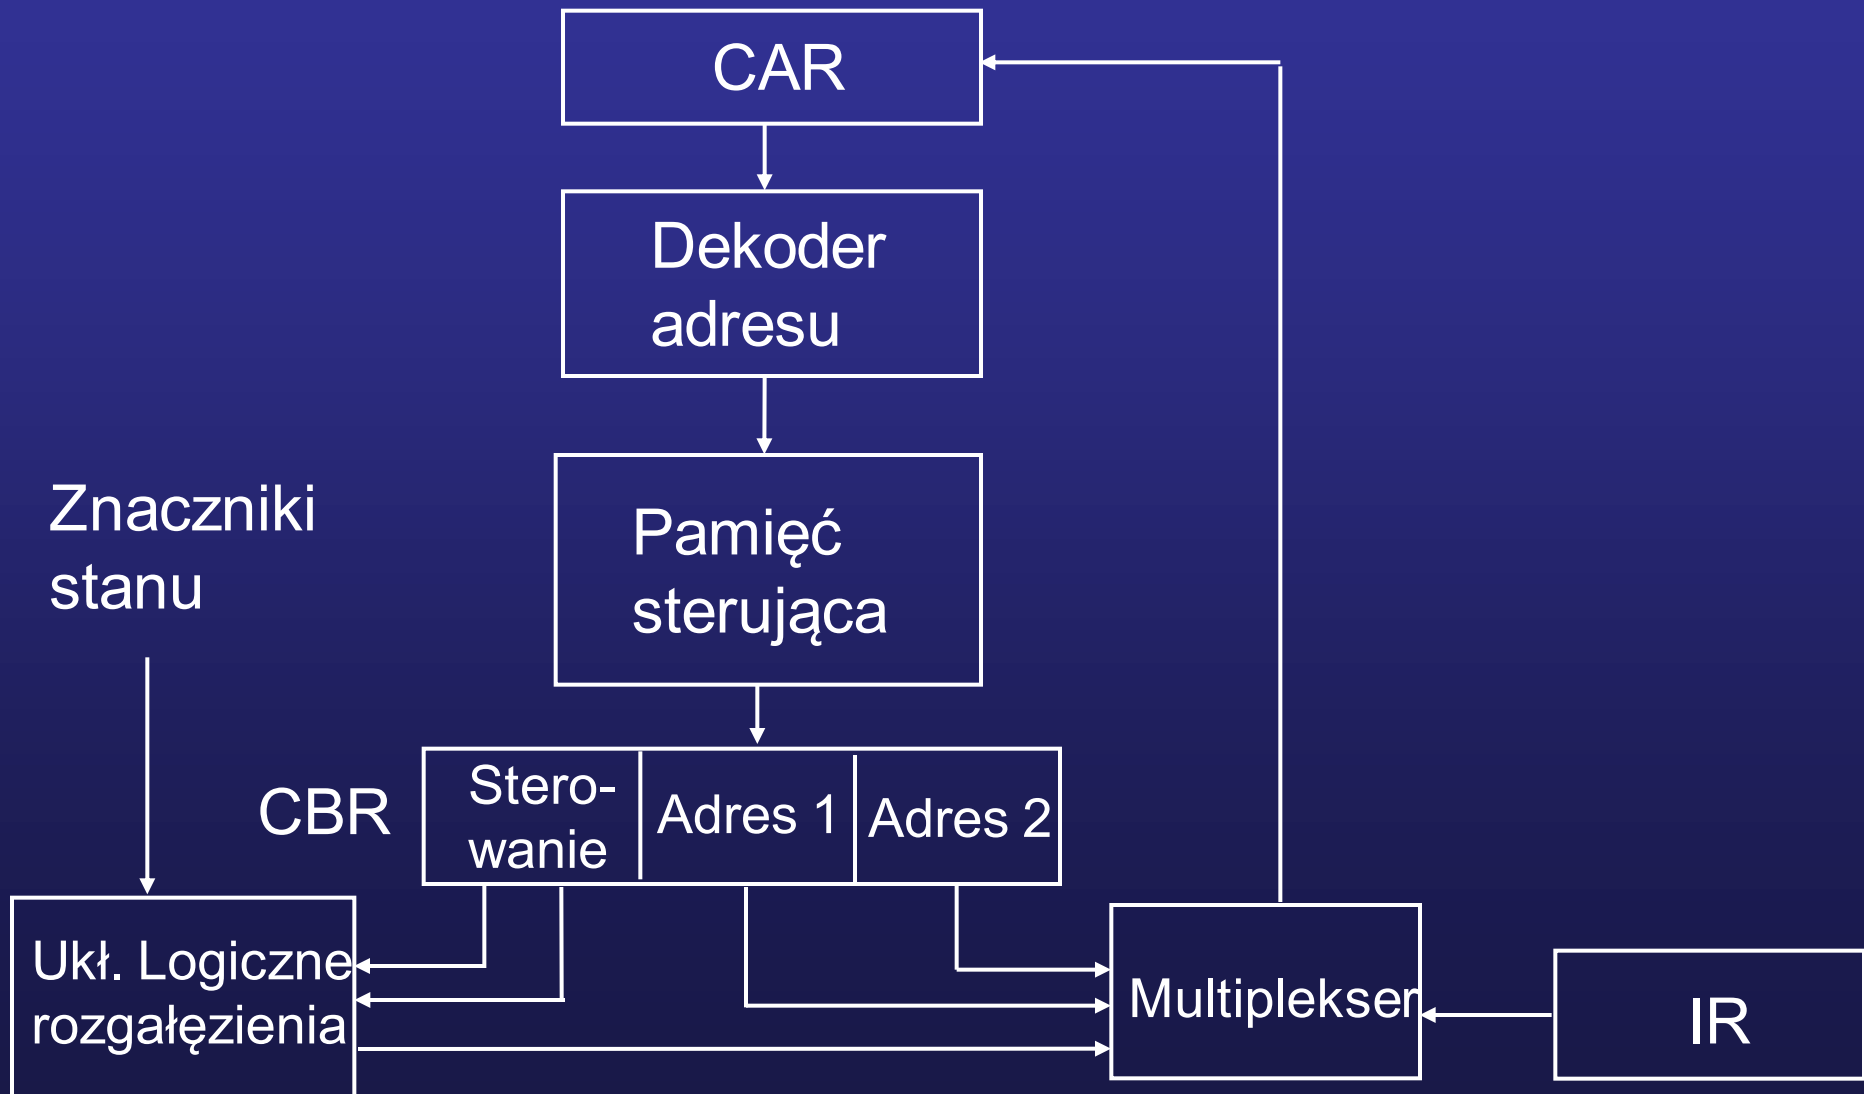 CAR
Dekoder
adresu
Znaczniki
stanu
Pamięć
sterująca
CBR
Stero-
wanie
Adres 1
Adres 2
Ukł. Logiczne
rozgałęzienia
Multiplekser
IR